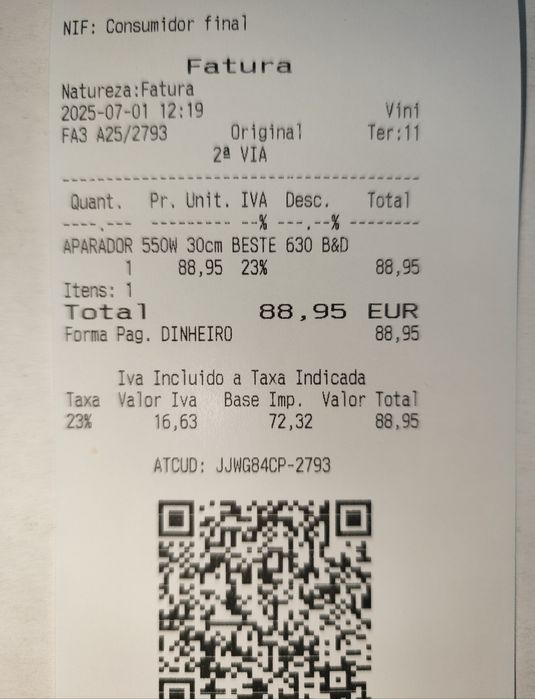 NIF: Consumidor final
Fatura
Natureza:Fatura
2025-07-01 12:19 Vini
FA3 A25/2793 Original Ter:11
2ª VIA
Quant. Pr. Unit. IVA Desc. Total
----,--- --------- --% ---,--% --------
APARADOR 550W 30cm BESTE 630 B&D
1 88,95 23% 88,95
Itens: 1
Total 88,95 EUR
Forma Pag. DINHEIRO 88,95
Iva Incluido a Taxa Indicada
Taxa Valor Iva Base Imp. Valor Total
23% 16,63 72,32 88,95
ATCUD: JJWG84CP-2793